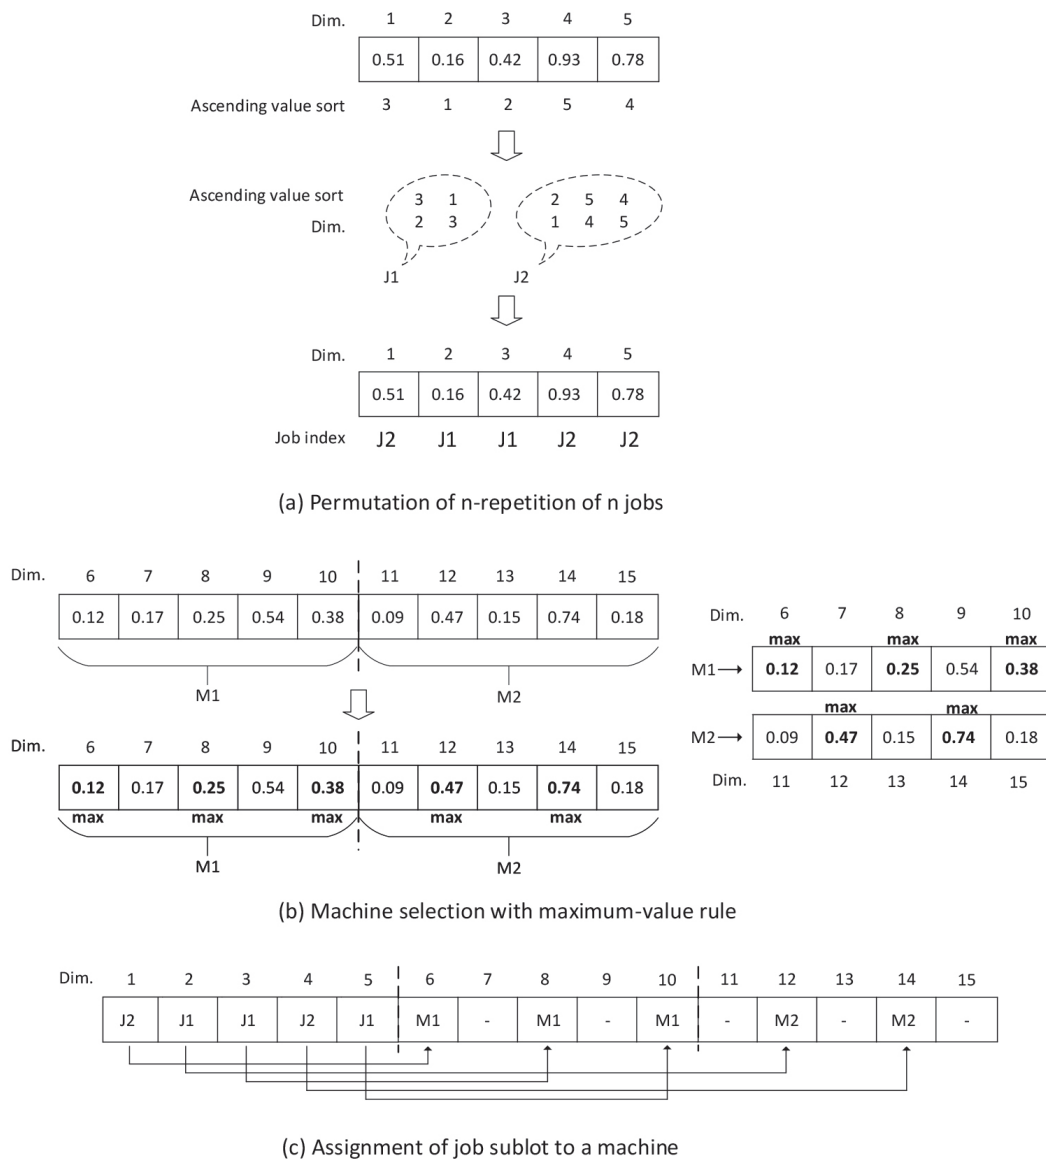 Dim. 1 2 3 4 5
0.51 0.16 0.42 0.93 0.78
Ascending value sort 3 1 2 5 4
Ascending value sort 3 1 2 5 4
Dim. 2 3 1 4 5
J1 J2
Dim. 1 2 3 4 5
0.51 0.16 0.42 0.93 0.78
Job index J2 J1 J1 J2 J2
(a) Permutation of n-repetition of n jobs
Dim. 6 7 8 9 10 11 12 13 14 15
0.12 0.17 0.25 0.54 0.38 0.09 0.47 0.15 0.74 0.18
M1 M2
Dim. 6 7 8 9 10 11 12 13 14 15
0.12 0.17 0.25 0.54 0.38 0.09 0.47 0.15 0.74 0.18
max max max max max
M1 M2
Dim. 6 7 8 9 10
max max max
M1 0.12 0.17 0.25 0.54 0.38
max max
M2 0.09 0.47 0.15 0.74 0.18
Dim. 11 12 13 14 15
(b) Machine selection with maximum-value rule
Dim. 1 2 3 4 5 6 7 8 9 10 11 12 13 14 15
J2 J1 J1 J2 J1 M1 - M1 - M1 - M2 - M2 -
(c) Assignment of job sublot to a machine